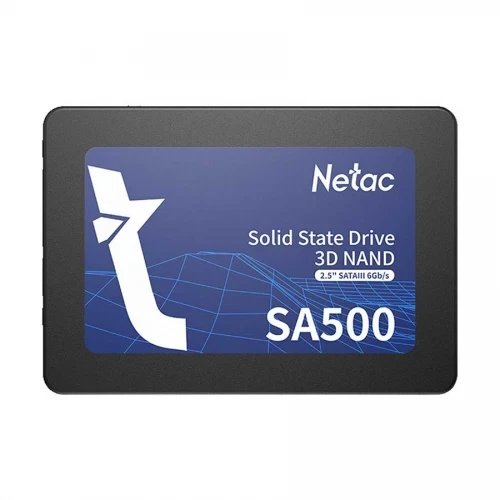 Netac
Solid State Drive
3D NAND
2.5" SATAIII 6Gb/s
SA500